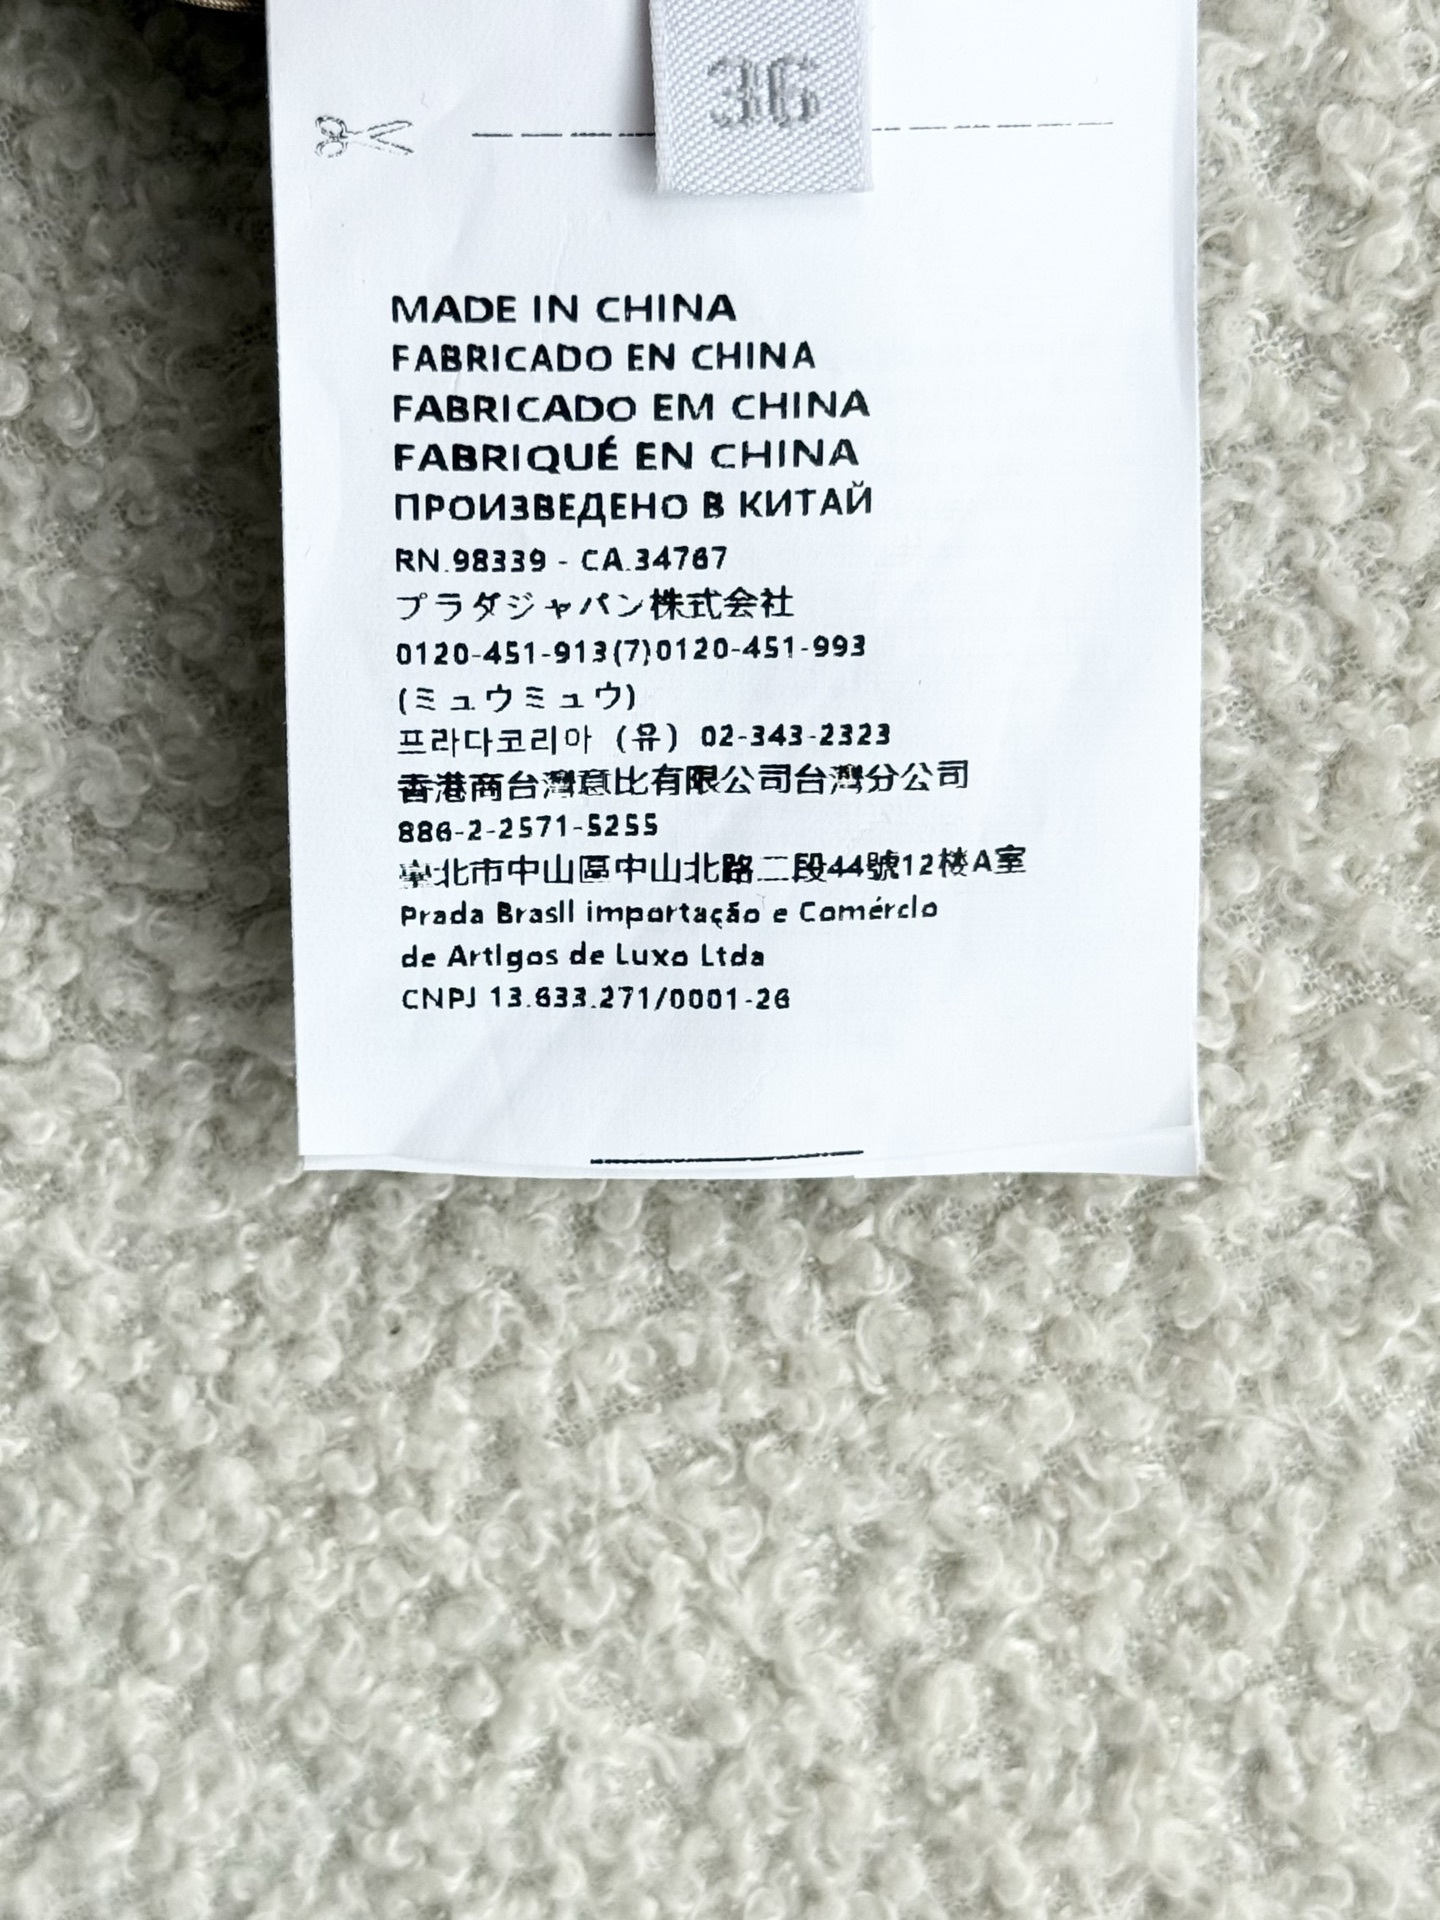 36
MADE IN CHINA
FABRICADO EN CHINA
FABRICADO EM CHINA
FABRIQUÉ EN CHINA
ПРОИЗВЕДЕНО В КИТАЙ
RN.98339 - CA.34767
プラダジャパン株式会社
0120-451-913(7)0120-451-993
(ミュウミュウ)
프라다코리아 (유) 02-343-2323
香港商台灣意比有限公司台灣分公司
886-2-2571-5255
北市中山區中山北路二段44號12樓A室
Prada Brasll importação e Comérclo
de Artlgos de Luxo Ltda
CNPJ 13.633.271/0001-26